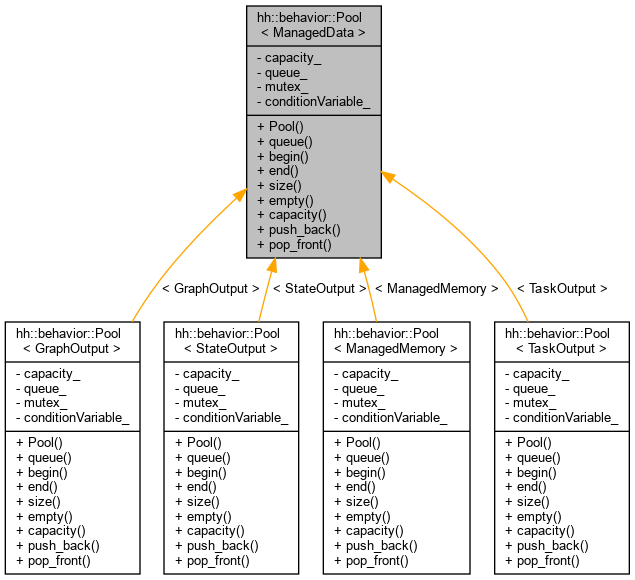 hh::behavior::Pool
< ManagedData >
- capacity_
- queue_
- mutex_
- conditionVariable_
+ Pool()
+ queue()
+ begin()
+ end()
+ size()
+ empty()
+ capacity()
+ push_back()
+ pop_front()
< GraphOutput >
< StateOutput >
< ManagedMemory >
< TaskOutput >
hh::behavior::Pool
< GraphOutput >
- capacity_
- queue_
- mutex_
- conditionVariable_
+ Pool()
+ queue()
+ begin()
+ end()
+ size()
+ empty()
+ capacity()
+ push_back()
+ pop_front()
hh::behavior::Pool
< StateOutput >
- capacity_
- queue_
- mutex_
- conditionVariable_
+ Pool()
+ queue()
+ begin()
+ end()
+ size()
+ empty()
+ capacity()
+ push_back()
+ pop_front()
hh::behavior::Pool
< ManagedMemory >
- capacity_
- queue_
- mutex_
- conditionVariable_
+ Pool()
+ queue()
+ begin()
+ end()
+ size()
+ empty()
+ capacity()
+ push_back()
+ pop_front()
hh::behavior::Pool
< TaskOutput >
- capacity_
- queue_
- mutex_
- conditionVariable_
+ Pool()
+ queue()
+ begin()
+ end()
+ size()
+ empty()
+ capacity()
+ push_back()
+ pop_front()